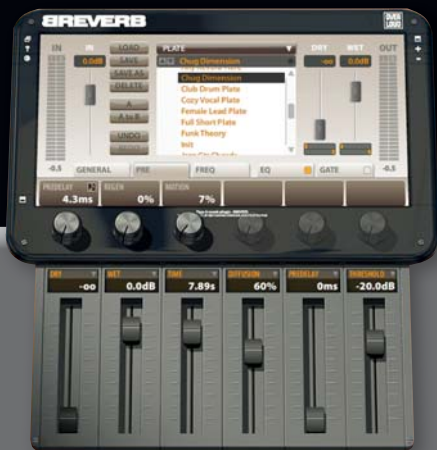 BREVERB
OVER
LOUD
IN
IN
0.0dB
LOAD
SAVE
SAVE AS
DELETE
A
A to B
UNDO
PLATE
Chug Dimension
Chug Dimension
Club Drum Plate
Cozy Vocal Plate
Female Lead Plate
Full Short Plate
Funk Theory
Init
DRY
-oo
WET
0.0dB
OUT
-0.5
-0.5
GENERAL
PRE
FREQ
EQ
GATE
PREDELAY
4.3ms
REGEN
0%
MOTION
7%
DRY
-oo
WET
0.0dB
TIME
7.89s
DIFFUSION
60%
PREDELAY
0ms
THRESHOLD
-20.0dB